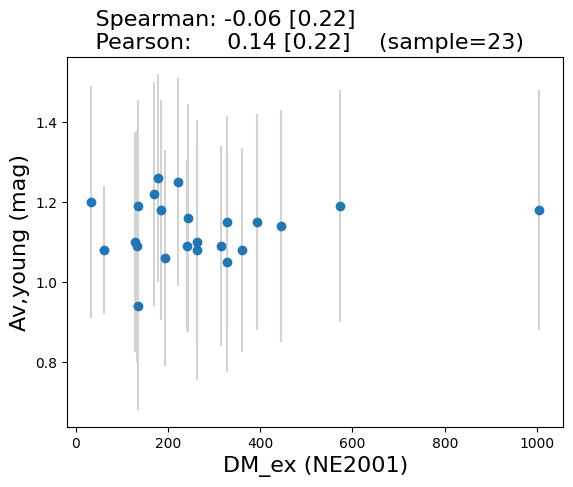 Spearman: -0.06 [0.22]
Pearson: 0.14 [0.22] (sample=23)
Av,young (mag)
1.4
1.2
1.0
0.8
0 200 400 600 800 1000
DM_ex (NE2001)